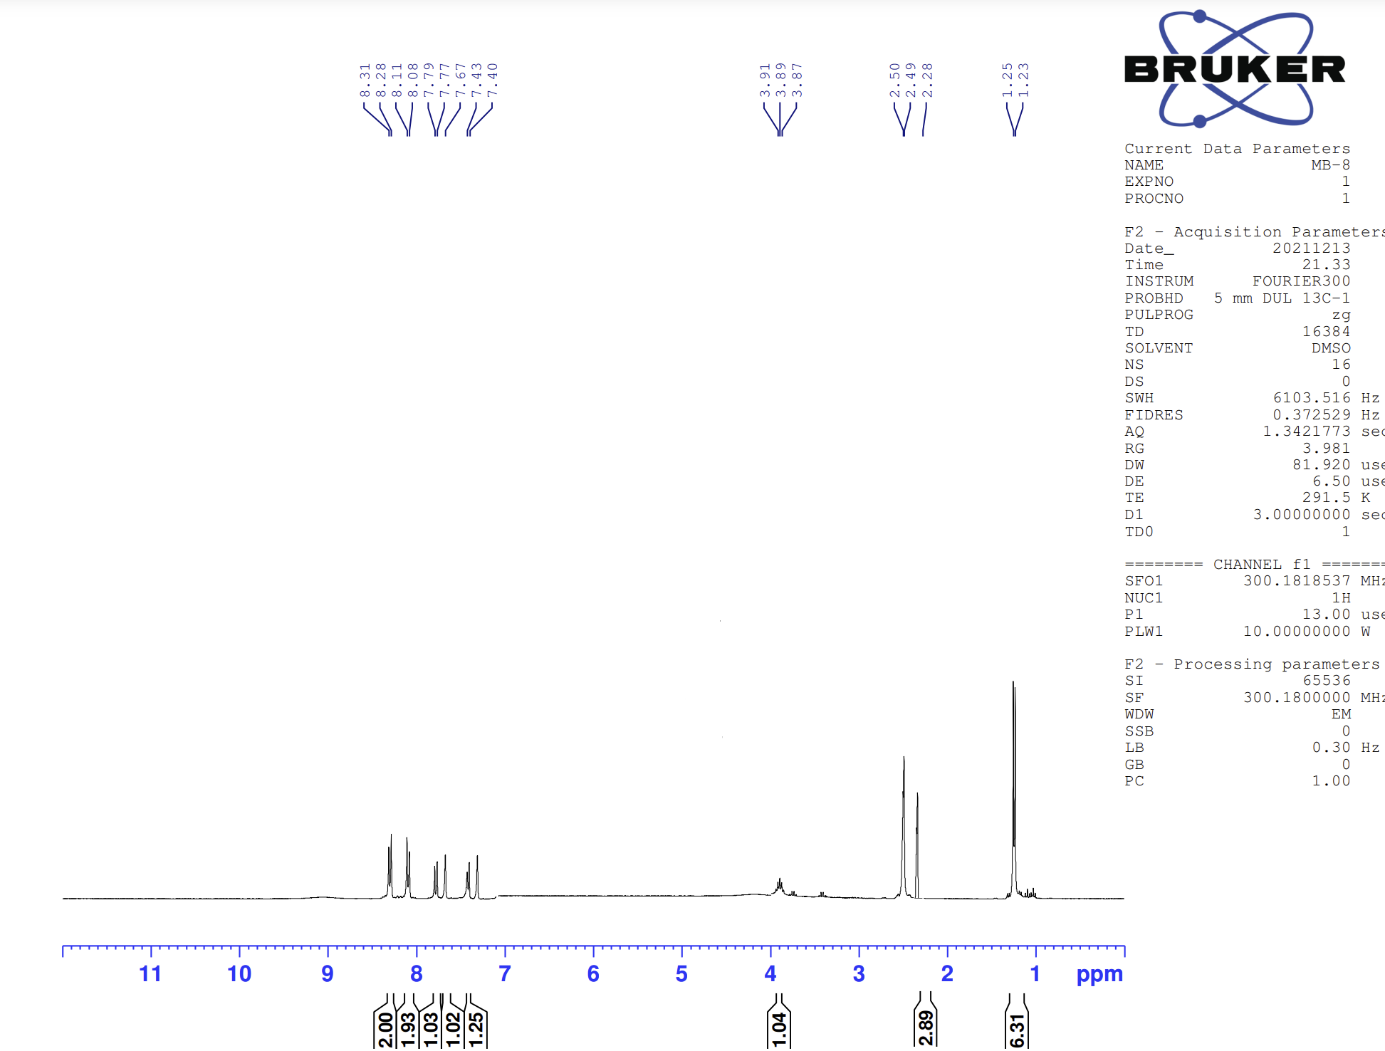 8.31
8.28
8.11
8.08
7.79
7.77
7.67
7.43
7.40
3.91
3.89
3.87
2.50
2.49
2.28
1.25
1.23
BRUKER
Current Data Parameters
NAME MB-8
EXPNO 1
PROCNO 1
F2 - Acquisition Parameters
Date_ 20211213
Time 21.33
INSTRUM FOURIER300
PROBHD 5 mm DUL 13C-1
PULPROG zg
TD 16384
SOLVENT DMSO
NS 16
DS 0
SWH 6103.516 Hz
FIDRES 0.372529 Hz
AQ 1.3421773 sec
RG 3.981
DW 81.920 use
DE 6.50 use
TE 291.5 K
D1 3.00000000 sec
TD0 1
======== CHANNEL f1 =======
SFO1 300.1818537 MHz
NUC1 1H
P1 13.00 use
PLW1 10.00000000 W
F2 - Processing parameters
SI 65536
SF 300.1800000 MHz
WDW EM
SSB 0
LB 0.30 Hz
GB 0
PC 1.00
11 10 9 8 7 6 5 4 3 2 1 ppm
2.00
1.93
1.03
1.02
1.25
1.04
2.89
6.31